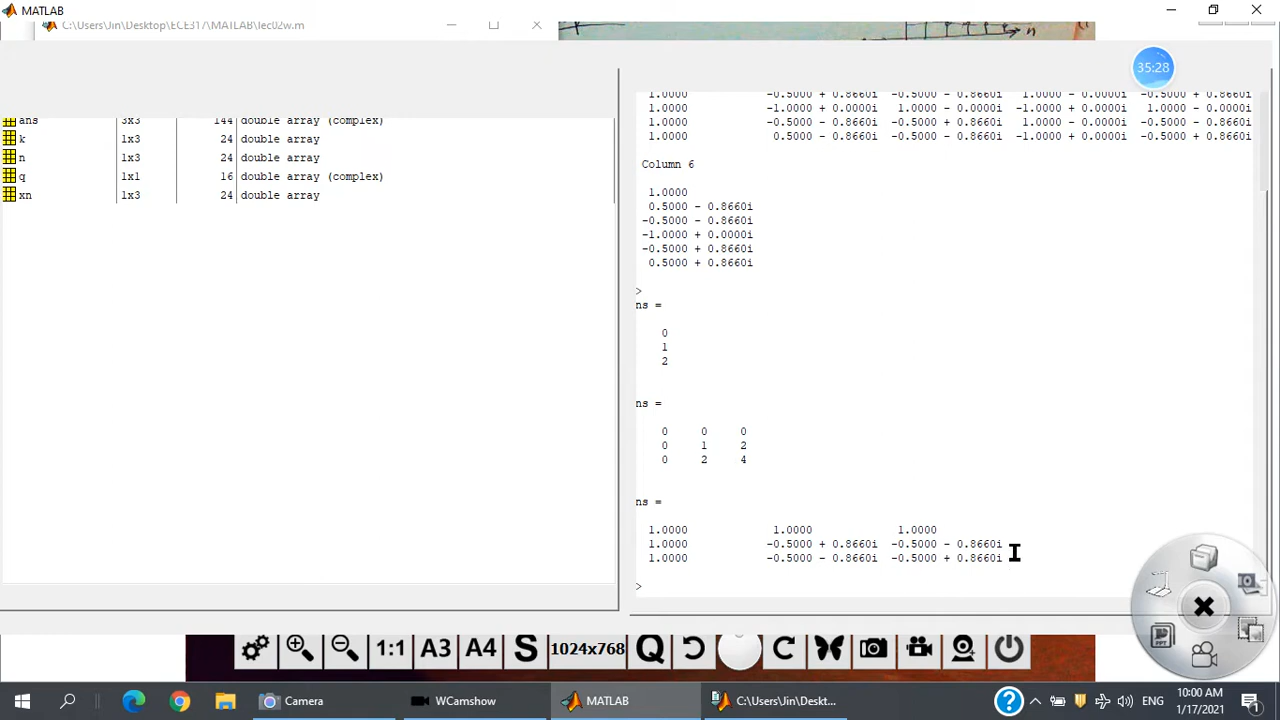 MATLAB
C:\Users\Jin\Desktop\ECE317\MATLAB\lec02w.m
35:28
ans 3x3 144 double array (complex)
k 1x3 24 double array
n 1x3 24 double array
q 1x1 16 double array (complex)
xn 1x3 24 double array
1.0000 -0.5000 + 0.8660i -0.5000 - 0.8660i 1.0000 - 0.0000i -0.5000 + 0.8660i
1.0000 -1.0000 + 0.0000i 1.0000 - 0.0000i -1.0000 + 0.0000i 1.0000 - 0.0000i
1.0000 -0.5000 - 0.8660i -0.5000 + 0.8660i 1.0000 - 0.0000i -0.5000 - 0.8660i
1.0000 0.5000 - 0.8660i -0.5000 - 0.8660i -1.0000 + 0.0000i -0.5000 + 0.8660i
Column 6
1.0000
0.5000 - 0.8660i
-0.5000 - 0.8660i
-1.0000 + 0.0000i
-0.5000 + 0.8660i
0.5000 + 0.8660i
>
ns =
0
1
2
ns =
0 0 0
0 1 2
0 2 4
ns =
1.0000 1.0000 1.0000
1.0000 -0.5000 + 0.8660i -0.5000 - 0.8660i
1.0000 -0.5000 - 0.8660i -0.5000 + 0.8660i
>
PPT
1:1 A3 A4 S 1024x768 Q
Camera WCamshow MATLAB C:\Users\Jin\Deskt... ENG 10:00 AM
1/17/2021